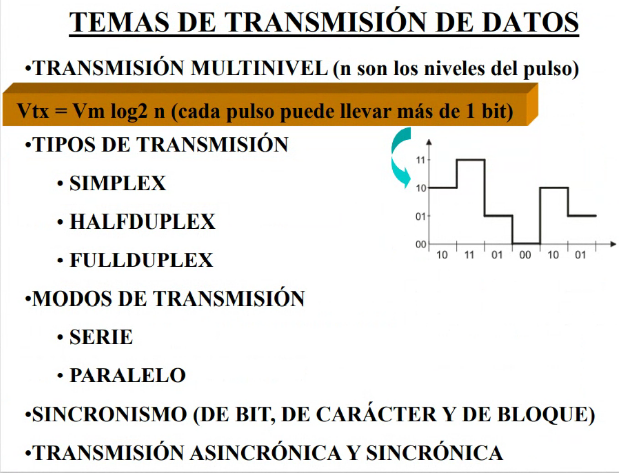 TEMAS DE TRANSMISIÓN DE DATOS
•TRANSMISIÓN MULTINIVEL (n son los niveles del pulso)
Vtx = Vm log2 n (cada pulso puede llevar más de 1 bit)
•TIPOS DE TRANSMISIÓN
• SIMPLEX
• HALFDUPLEX
• FULLDUPLEX
11
10
01
00
10 11 01 00 10 01
•MODOS DE TRANSMISIÓN
• SERIE
• PARALELO
•SINCRONISMO (DE BIT, DE CARÁCTER Y DE BLOQUE)
•TRANSMISIÓN ASINCRÓNICA Y SINCRÓNICA